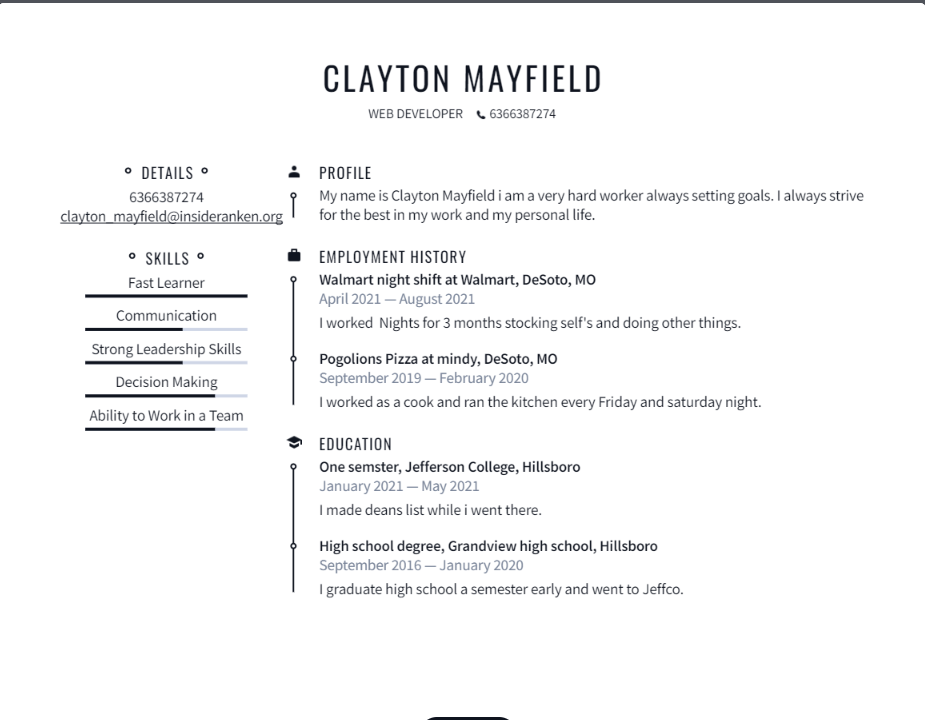 CLAYTON MAYFIELD
WEB DEVELOPER 6366387274
DETAILS
6366387274
clayton_mayfield@insideranken.org
SKILLS
Fast Learner
Communication
Strong Leadership Skills
Decision Making
Ability to Work in a Team
PROFILE
My name is Clayton Mayfield i am a very hard worker always setting goals. I always strive
for the best in my work and my personal life.
EMPLOYMENT HISTORY
Walmart night shift at Walmart, DeSoto, MO
April 2021 — August 2021
I worked  Nights for 3 months stocking self's and doing other things.
Pogolions Pizza at mindy, DeSoto, MO
September 2019 — February 2020
I worked as a cook and ran the kitchen every Friday and saturday night.
EDUCATION
One semster, Jefferson College, Hillsboro
January 2021 — May 2021
I made deans list while i went there.
High school degree, Grandview high school, Hillsboro
September 2016 — January 2020
I graduate high school a semester early and went to Jeffco.